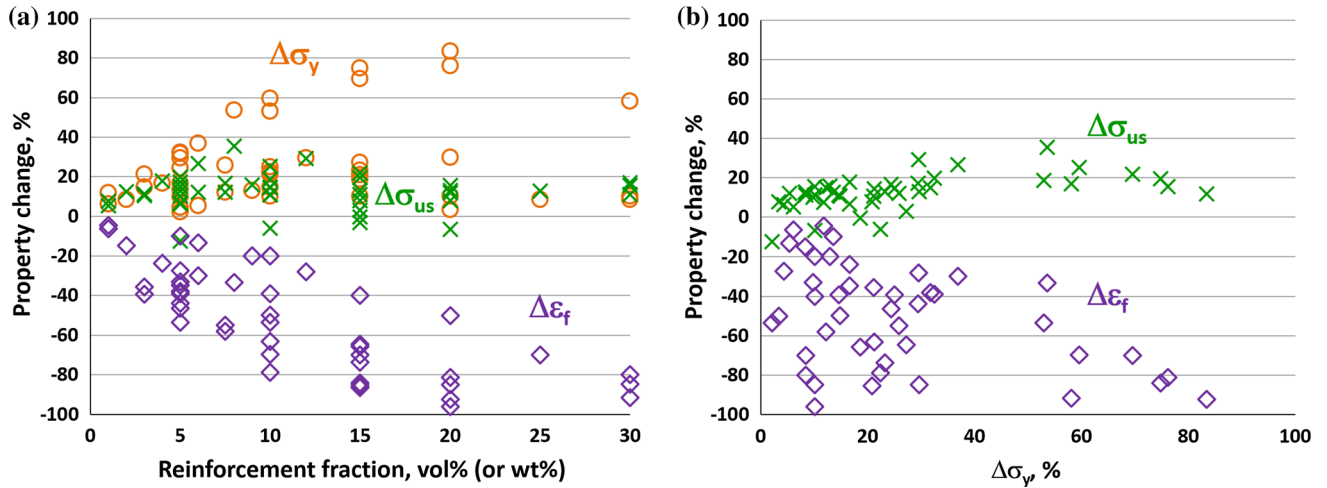 (a)
100
80
60
40
20
0
-20
-40
-60
-80
-100
Property change, %
Δσy
Δσus
Δεf
0 5 10 15 20 25 30
Reinforcement fraction, vol% (or wt%)
(b)
100
80
60
40
20
0
-20
-40
-60
-80
-100
Property change, %
Δσus
Δεf
0 20 40 60 80 100
Δσy, %